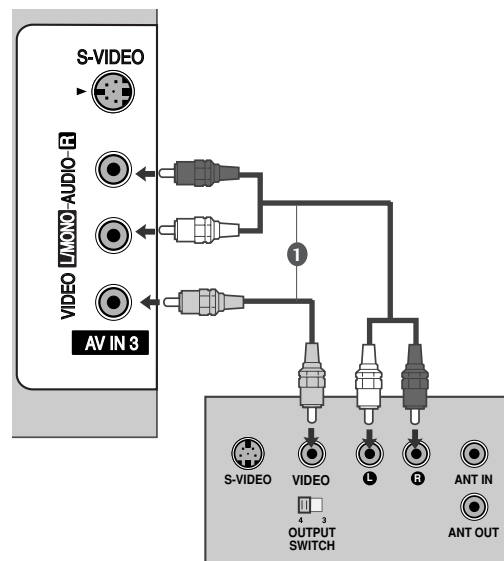 S-VIDEO
VIDEO L/MONO-AUDIO-R
AV IN 3
1
S-VIDEO
VIDEO
L
R
ANT IN
4 3
OUTPUT
SWITCH
ANT OUT